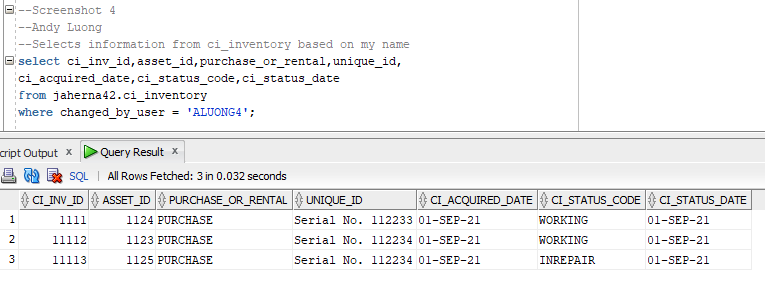 --Screenshot 4
--Andy Luong
--Selects information from ci_inventory based on my name
select ci_inv_id,asset_id,purchase_or_rental,unique_id,
ci_acquired_date,ci_status_code,ci_status_date
from jaherna42.ci_inventory
where changed_by_user = 'ALUONG4';
cript Output x Query Result x
SQL | All Rows Fetched: 3 in 0.032 seconds
CI_INV_ID ASSET_ID PURCHASE_OR_RENTAL UNIQUE_ID CI_ACQUIRED_DATE CI_STATUS_CODE CI_STATUS_DATE
1 1111 1124 PURCHASE Serial No. 112233 01-SEP-21 WORKING 01-SEP-21
2 11112 1123 PURCHASE Serial No. 112234 01-SEP-21 WORKING 01-SEP-21
3 11113 1125 PURCHASE Serial No. 112234 01-SEP-21 INREPAIR 01-SEP-21